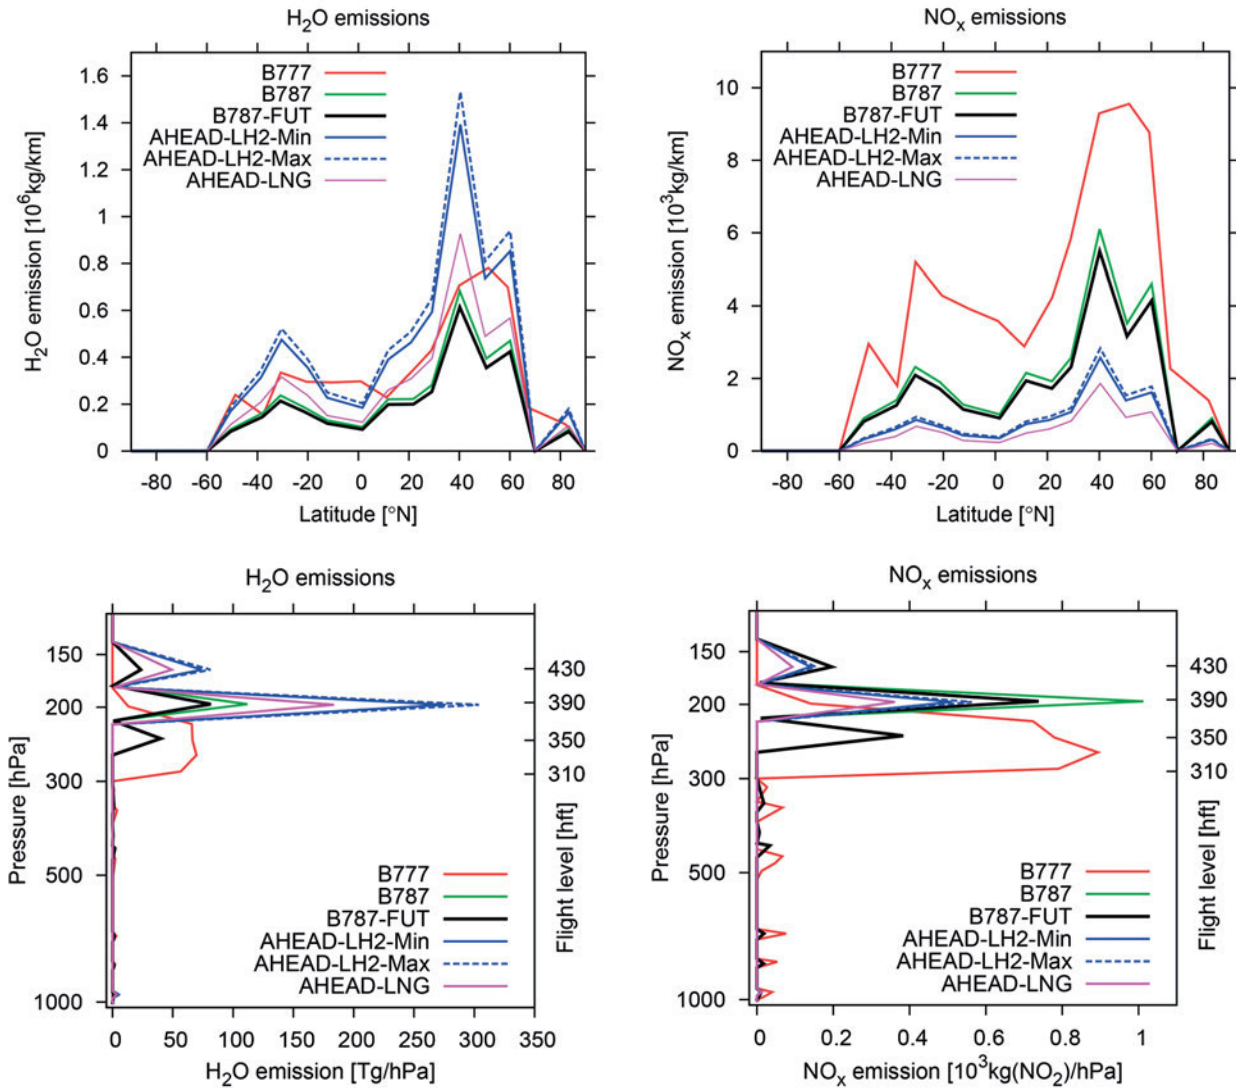 H2O emissions
H2O emission [10^6kg/km]
1.6
1.4
1.2
1
0.8
0.6
0.4
0.2
0
B777
B787
B787-FUT
AHEAD-LH2-Min
AHEAD-LH2-Max
AHEAD-LNG
-80 -60 -40 -20 0 20 40 60 80
Latitude [°N]
NOx emissions
NOx emission [10^3kg/km]
10
8
6
4
2
0
B777
B787
B787-FUT
AHEAD-LH2-Min
AHEAD-LH2-Max
AHEAD-LNG
-80 -60 -40 -20 0 20 40 60 80
Latitude [°N]
H2O emissions
Pressure [hPa]
150
200
300
500
1000
430
390
350
310
Flight level [hft]
B777
B787
B787-FUT
AHEAD-LH2-Min
AHEAD-LH2-Max
AHEAD-LNG
0 50 100 150 200 250 300 350
H2O emission [Tg/hPa]
NOx emissions
Pressure [hPa]
150
200
300
500
1000
430
390
350
310
Flight level [hft]
B777
B787
B787-FUT
AHEAD-LH2-Min
AHEAD-LH2-Max
AHEAD-LNG
0 0.2 0.4 0.6 0.8 1
NOx emission [10^3kg(NO2)/hPa]